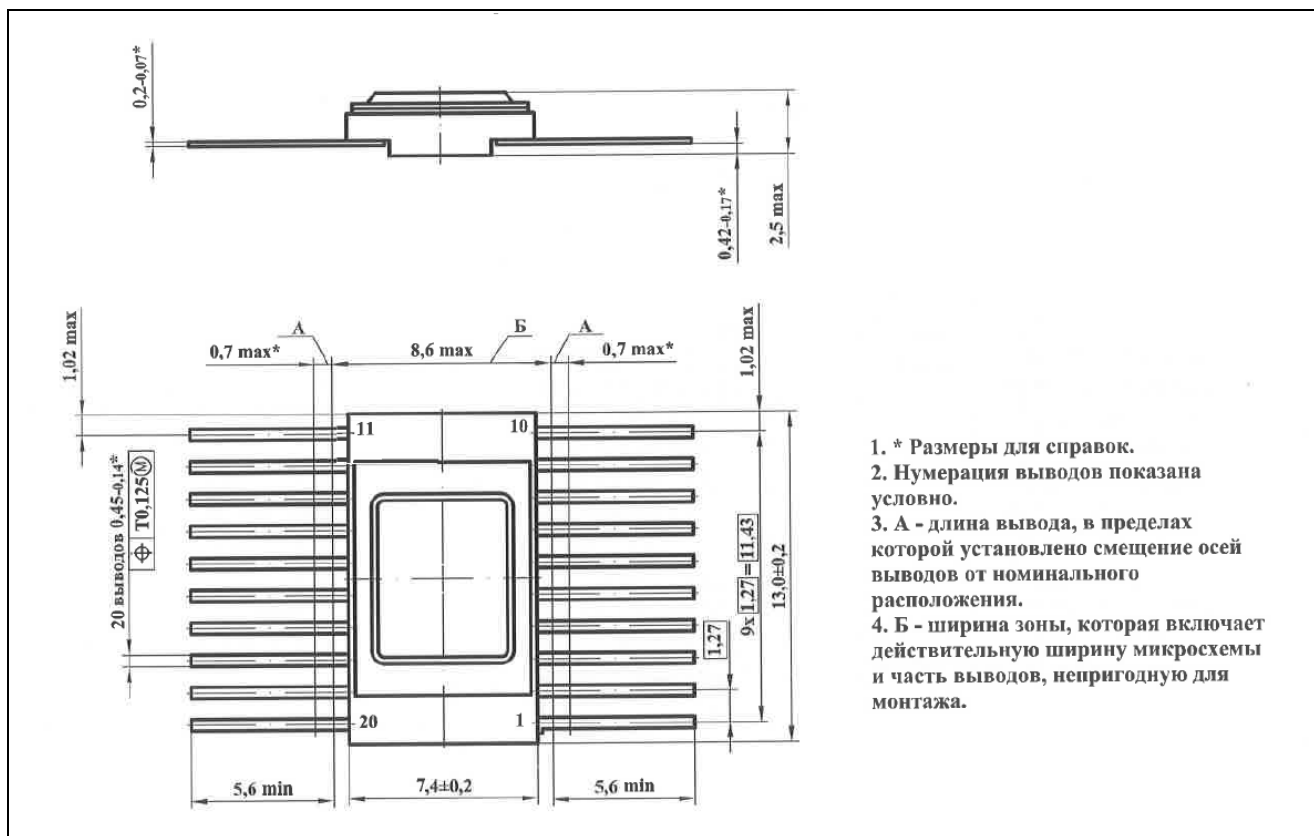 0,2-0,07*
0,42-0,17*
2,5 max
А
Б
А
1,02 max
0,7 max*
8,6 max
0,7 max*
1,02 max
11
10
20 выводов 0,45-0,14*
Т0,125Ⓜ
1,27
9х 1,27=11,43
13,0±0,2
20
1
5,6 min
7,4±0,2
5,6 min
1. * Размеры для справок.
2. Нумерация выводов показана
условно.
3. А - длина вывода, в пределах
которой установлено смещение осей
выводов от номинального
расположения.
4. Б - ширина зоны, которая включает
действительную ширину микросхемы
и часть выводов, непригодную для
монтажа.